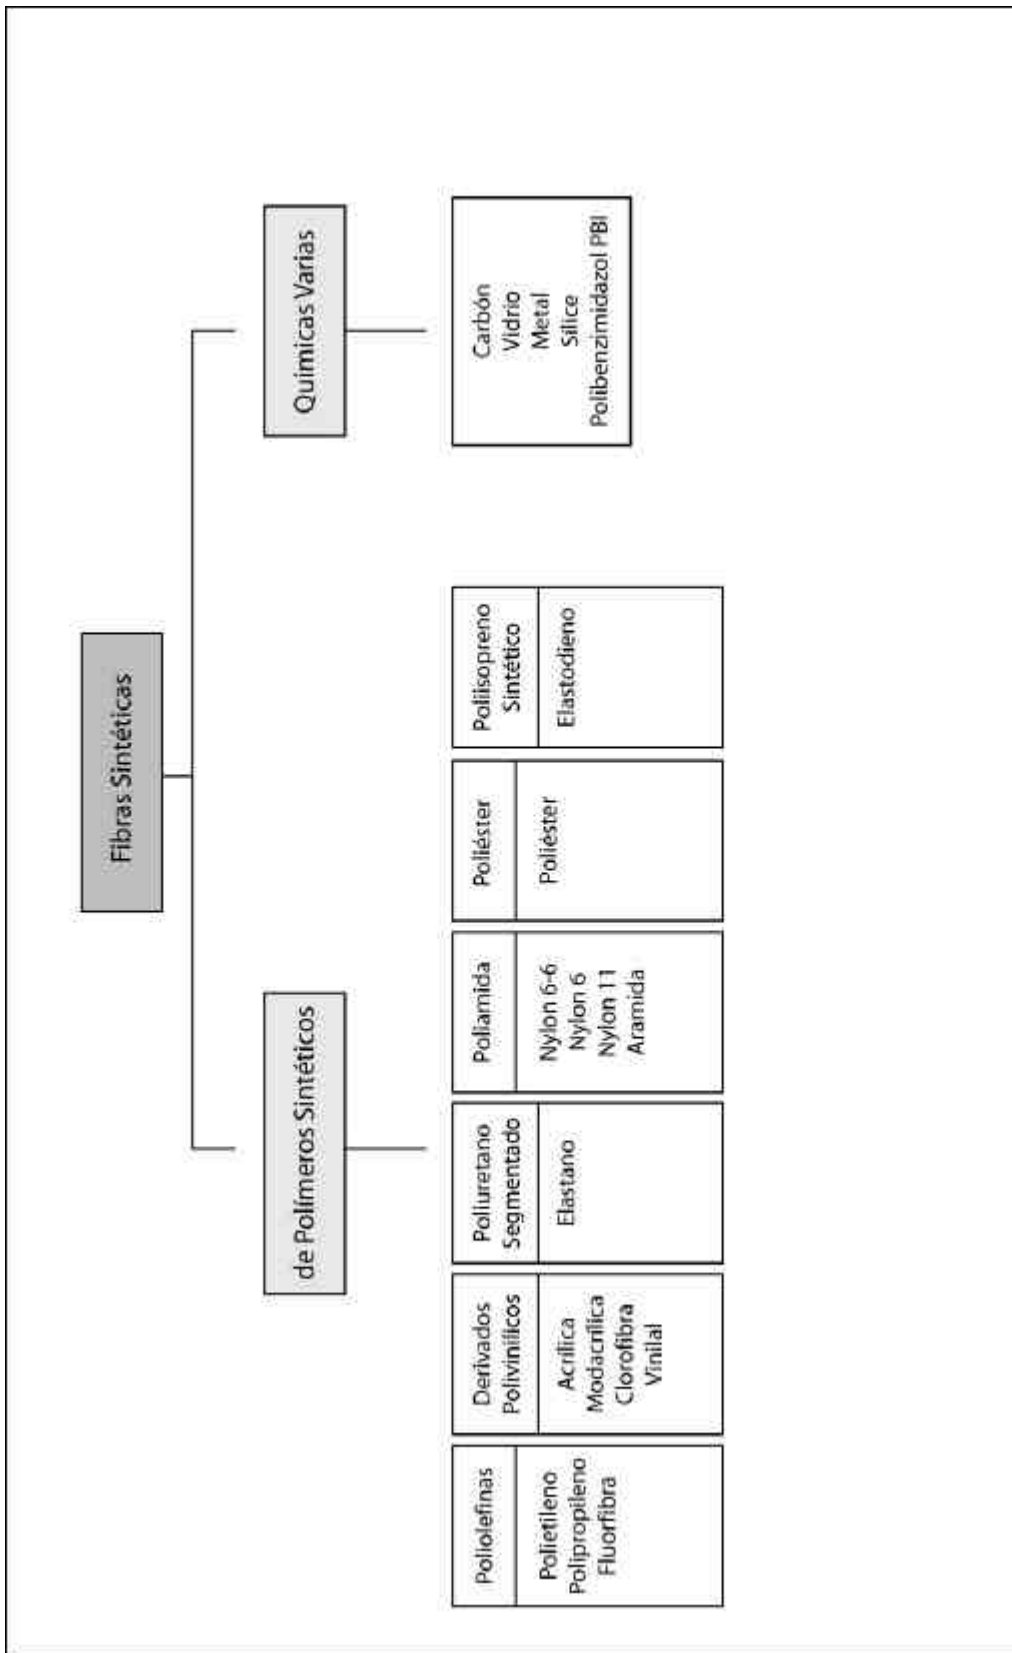 Fibras Sintéticas
de Polímeros Sintéticos
Químicas Varias
Poliolefinas
Polietileno
Polipropileno
Fluorfibra
Derivados
Polivinílicos
Acrílica
Modacrílica
Clorofibra
Vinilal
Poliuretano
Segmentado
Elastano
Poliamida
Nylon 6-6
Nylon 6
Nylon 11
Aramida
Poliéster
Poliéster
Poliisopreno
Sintético
Elastodieno
Carbón
Vidrio
Metal
Sílice
Polibenzimidazol PBI